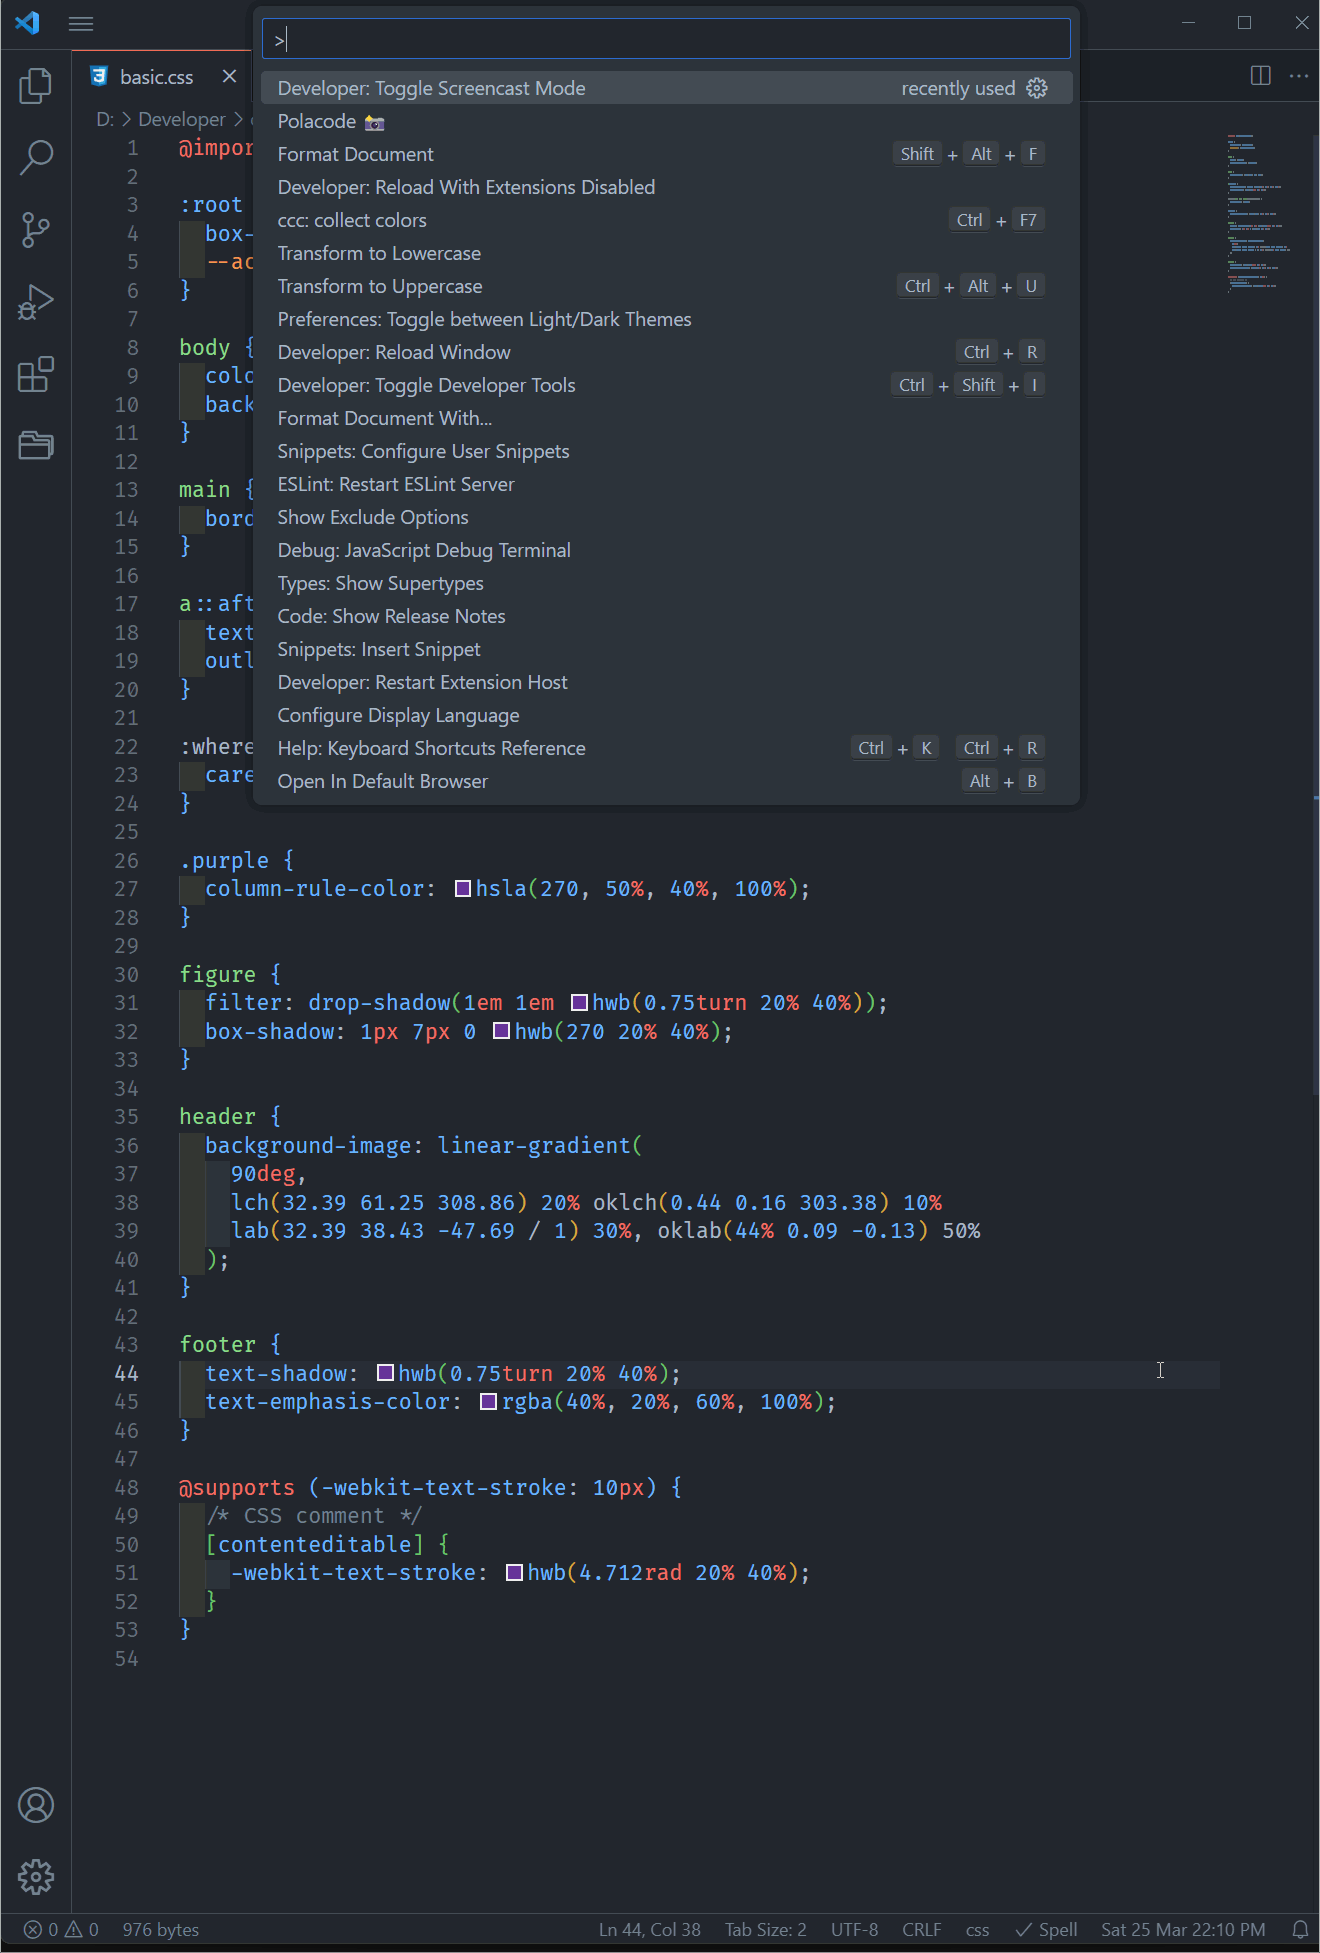 >
basic.css
D: > Developer >
Developer: Toggle Screencast Mode recently used
Polacode 📸
Format Document Shift + Alt + F
Developer: Reload With Extensions Disabled
ccc: collect colors Ctrl + F7
Transform to Lowercase
Transform to Uppercase Ctrl + Alt + U
Preferences: Toggle between Light/Dark Themes
Developer: Reload Window Ctrl + R
Developer: Toggle Developer Tools Ctrl + Shift + I
Format Document With...
Snippets: Configure User Snippets
ESLint: Restart ESLint Server
Show Exclude Options
Debug: JavaScript Debug Terminal
Types: Show Supertypes
Code: Show Release Notes
Snippets: Insert Snippet
Developer: Restart Extension Host
Configure Display Language
Help: Keyboard Shortcuts Reference Ctrl + K Ctrl + R
Open In Default Browser Alt + B
1 @impor
2
3 :root
4 box-
5 --ac
6 }
7
8 body {
9 colo
10 back
11 }
12
13 main {
14 bord
15 }
16
17 a::aft
18 text
19 outl
20 }
21
22 :where
23 care
24 }
25
26 .purple {
27 column-rule-color: hsla(270, 50%, 40%, 100%);
28 }
29
30 figure {
31 filter: drop-shadow(1em 1em hwb(0.75turn 20% 40%));
32 box-shadow: 1px 7px 0 hwb(270 20% 40%);
33 }
34
35 header {
36 background-image: linear-gradient(
37 90deg,
38 lch(32.39 61.25 308.86) 20% oklch(0.44 0.16 303.38) 10%
39 lab(32.39 38.43 -47.69 / 1) 30%, oklab(44% 0.09 -0.13) 50%
40 );
41 }
42
43 footer {
44 text-shadow: hwb(0.75turn 20% 40%);
45 text-emphasis-color: rgba(40%, 20%, 60%, 100%);
46 }
47
48 @supports (-webkit-text-stroke: 10px) {
49 /* CSS comment */
50 [contenteditable] {
51 -webkit-text-stroke: hwb(4.712rad 20% 40%);
52 }
53 }
54
0 0 976 bytes Ln 44, Col 38 Tab Size: 2 UTF-8 CRLF css Spell Sat 25 Mar 22:10 PM